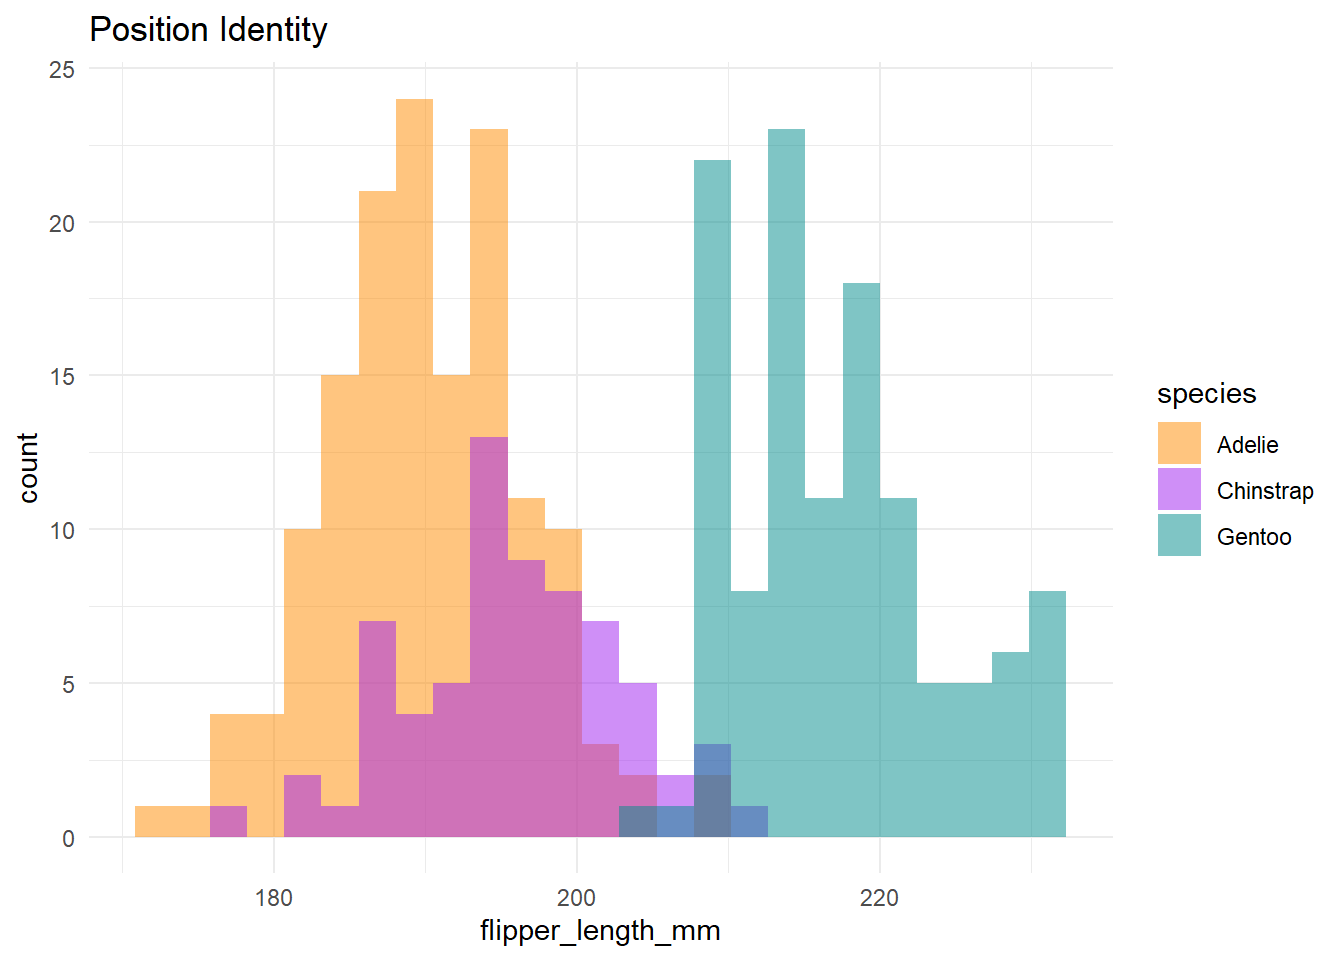 Position Identity
25
20
15
10
5
0
count
180
200
220
flipper_length_mm
species
Adelie
Chinstrap
Gentoo